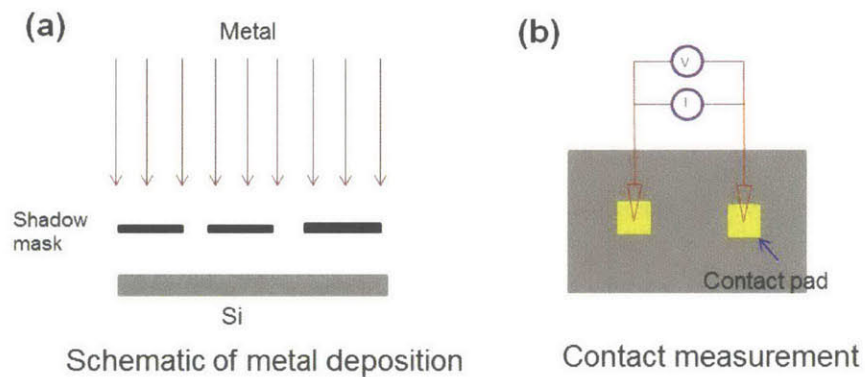 (a)
Metal
Shadow
mask
Si
Schematic of metal deposition
(b)
V
I
Contact pad
Contact measurement